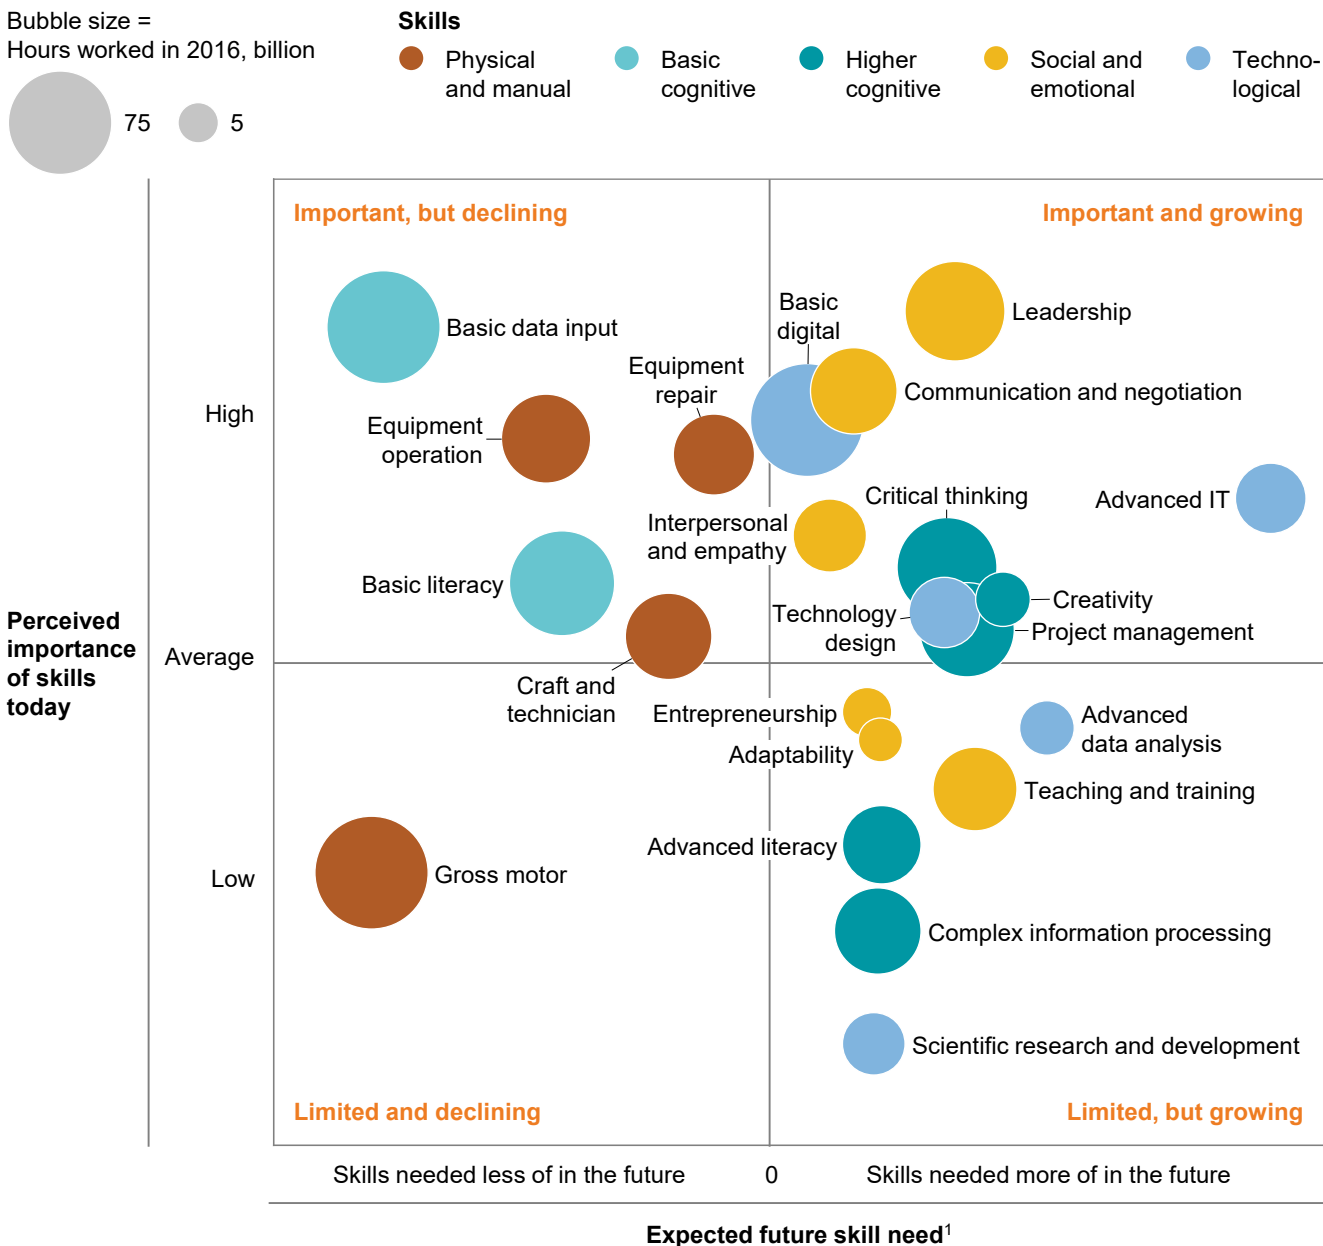 Bubble size =
Hours worked in 2016, billion
75
5
Skills
Physical
and manual
Basic
cognitive
Higher
cognitive
Social and
emotional
Techno-
logical
Important, but declining
Important and growing
Basic data input
Basic
digital
Leadership
Equipment
repair
Communication and negotiation
High
Equipment
operation
Critical thinking
Advanced IT
Interpersonal
and empathy
Basic literacy
Creativity
Technology
design
Project management
Perceived
importance
of skills
today
Average
Craft and
technician
Entrepreneurship
Adaptability
Advanced
data analysis
Teaching and training
Advanced literacy
Low
Gross motor
Complex information processing
Scientific research and development
Limited and declining
Limited, but growing
Skills needed less of in the future
0
Skills needed more of in the future
Expected future skill need¹